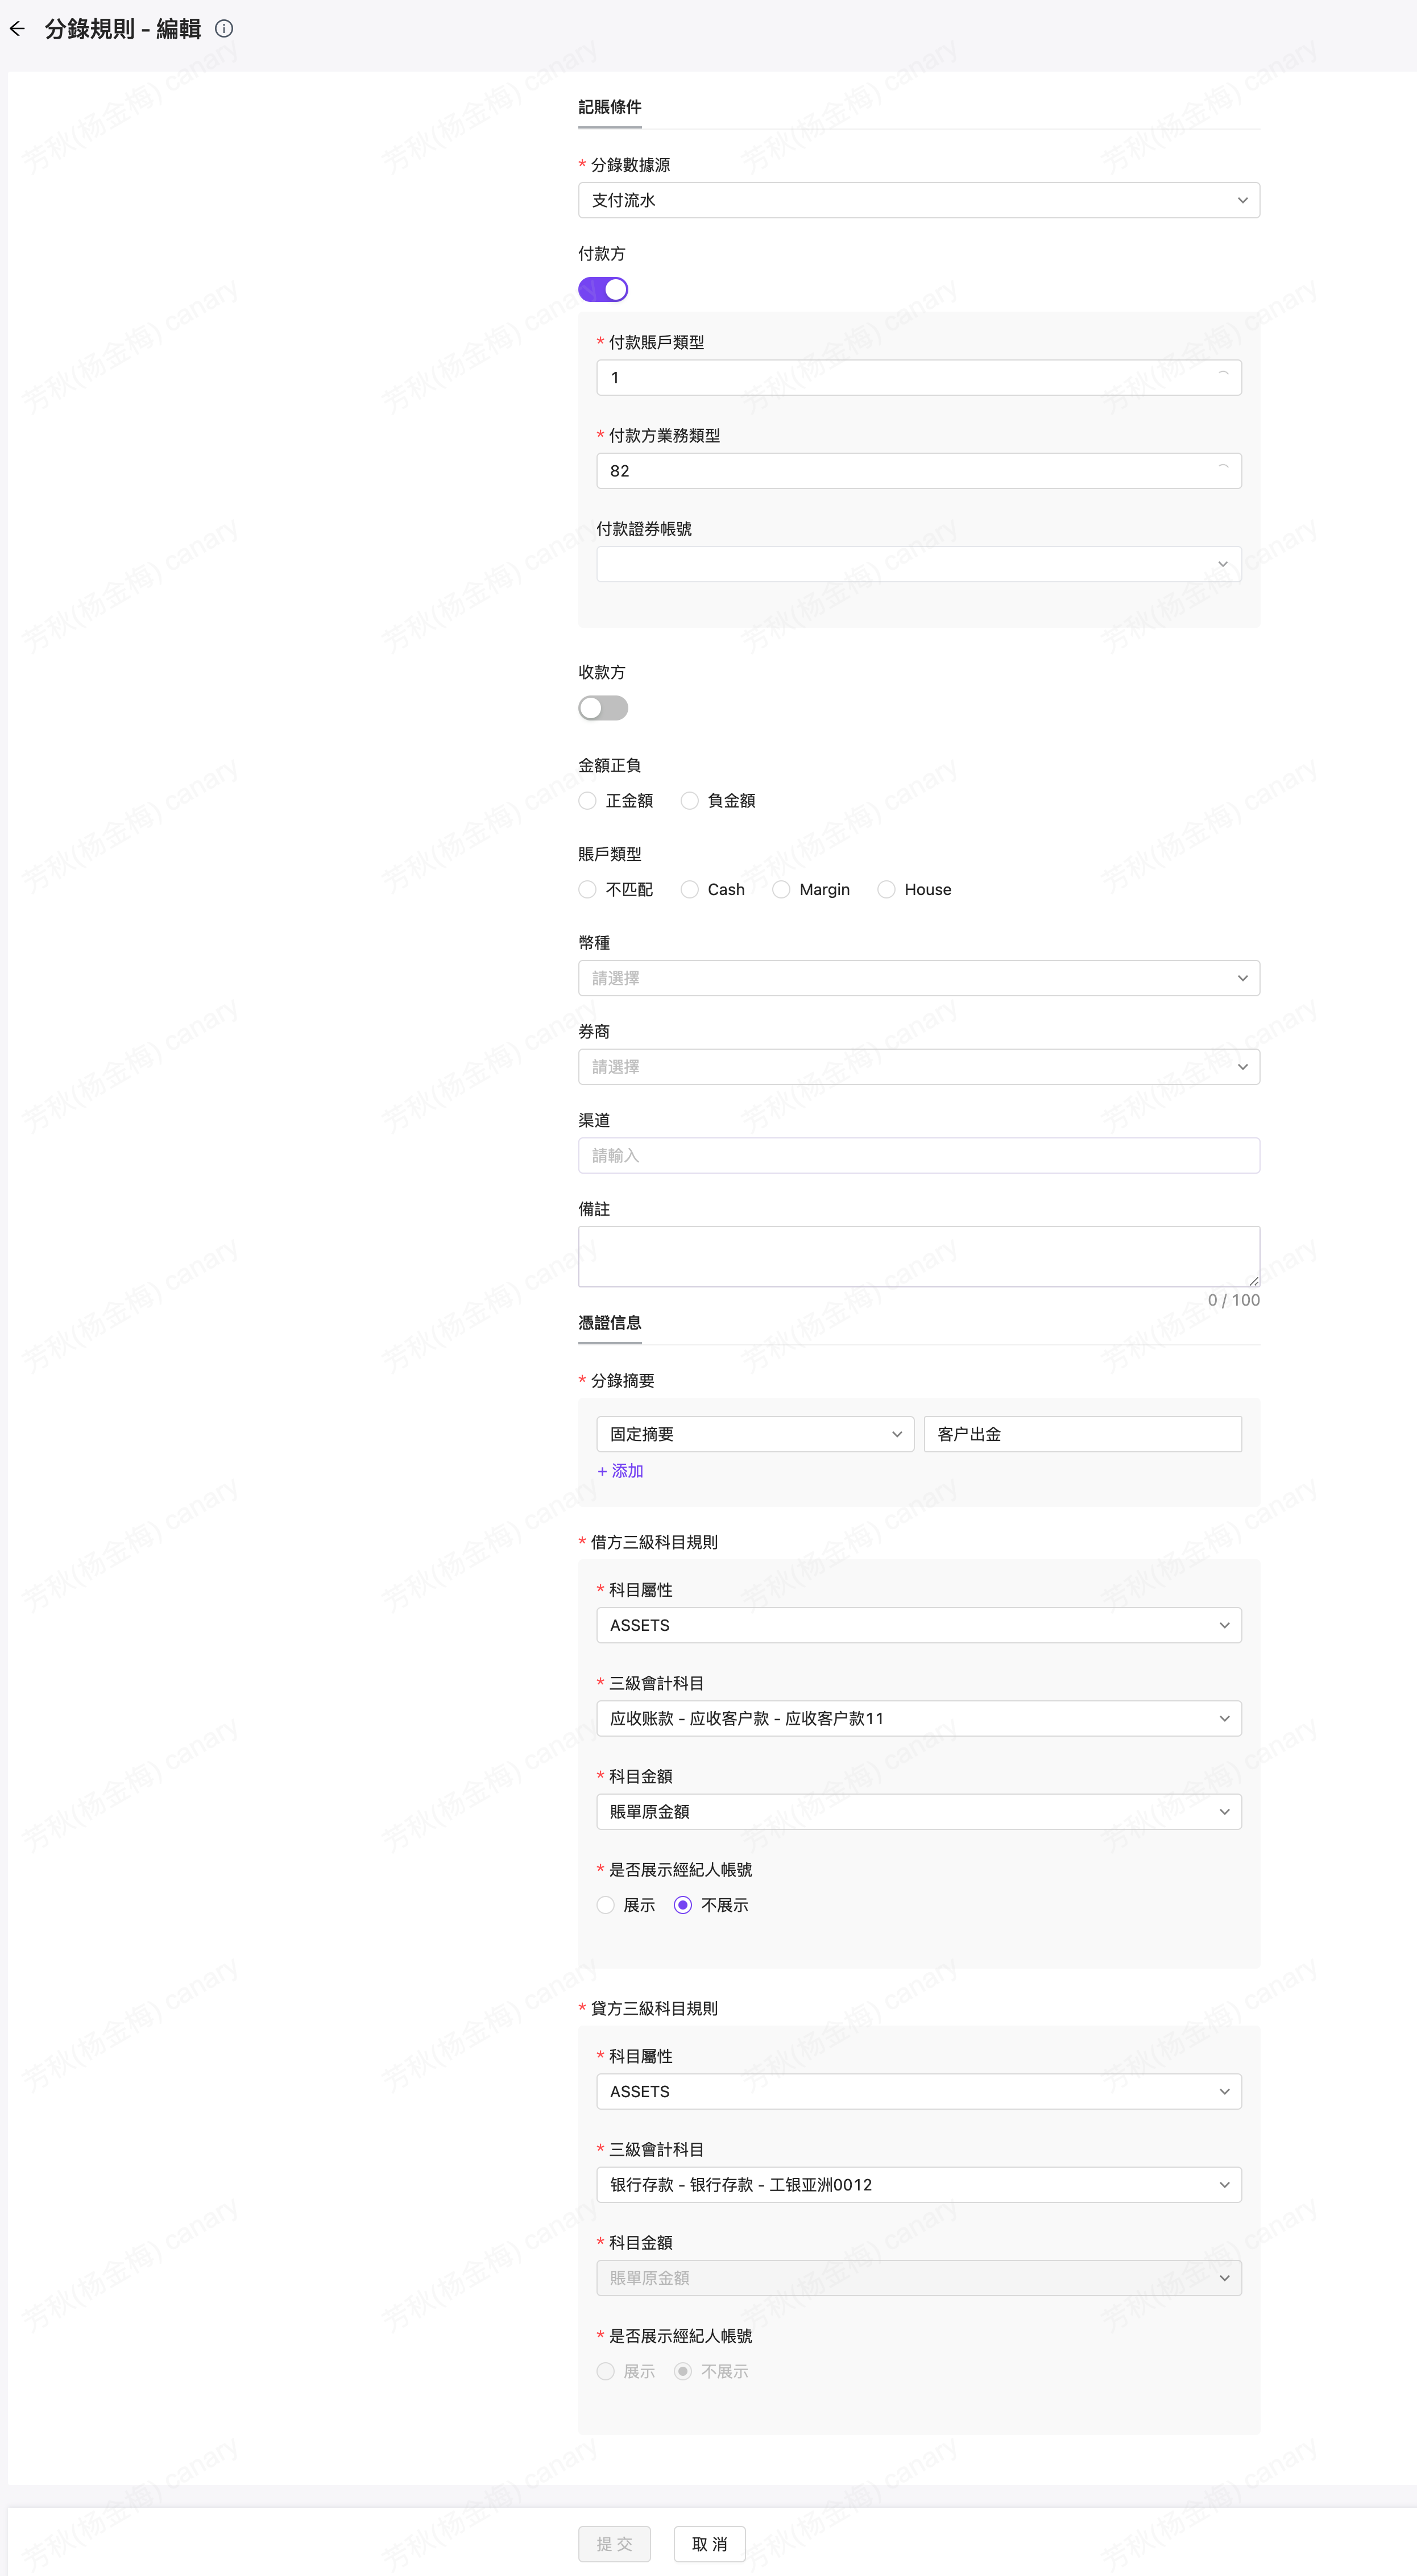 分錄規則 - 編輯
記賬條件
* 分錄數據源
支付流水
付款方
* 付款賬戶類型
1
* 付款方業務類型
82
付款證券帳號
收款方
金額正負
正金額 負金額
賬戶類型
不匹配 Cash Margin House
幣種
請選擇
券商
請選擇
渠道
請輸入
備註
0 / 100
憑證信息
* 分錄摘要
固定摘要 客户出金
+ 添加
* 借方三級科目規則
* 科目屬性
ASSETS
* 三級會計科目
应收账款 - 应收客户款 - 应收客户款11
* 科目金額
賬單原金額
* 是否展示經紀人帳號
展示 不展示
* 貸方三級科目規則
* 科目屬性
ASSETS
* 三級會計科目
银行存款 - 银行存款 - 工银亚洲0012
* 科目金額
賬單原金額
* 是否展示經紀人帳號
展示 不展示
提 交 取 消
芳秋(杨金梅) canary